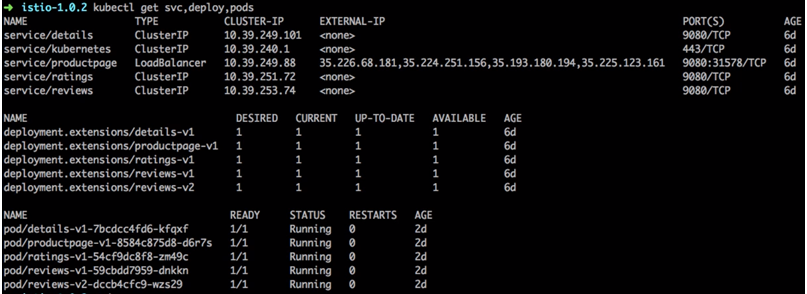 ➜ istio-1.0.2 kubectl get svc,deploy,pods
NAME TYPE CLUSTER-IP EXTERNAL-IP PORT(S) AGE
service/details ClusterIP 10.39.249.101 <none> 9080/TCP 6d
service/kubernetes ClusterIP 10.39.240.1 <none> 443/TCP 6d
service/productpage LoadBalancer 10.39.249.88 35.226.68.181,35.224.251.156,35.193.180.194,35.225.123.161 9080:31578/TCP 6d
service/ratings ClusterIP 10.39.251.72 <none> 9080/TCP 6d
service/reviews ClusterIP 10.39.253.74 <none> 9080/TCP 6d
NAME DESIRED CURRENT UP-TO-DATE AVAILABLE AGE
deployment.extensions/details-v1 1 1 1 1 6d
deployment.extensions/productpage-v1 1 1 1 1 6d
deployment.extensions/ratings-v1 1 1 1 1 6d
deployment.extensions/reviews-v1 1 1 1 1 6d
deployment.extensions/reviews-v2 1 1 1 1 6d
NAME READY STATUS RESTARTS AGE
pod/details-v1-7bcdcc4fd6-kfqxf 1/1 Running 0 2d
pod/productpage-v1-8584c875d8-d6r7s 1/1 Running 0 2d
pod/ratings-v1-54cf9dc8f8-zm49c 1/1 Running 0 2d
pod/reviews-v1-59cbdd7959-dnkkn 1/1 Running 0 2d
pod/reviews-v2-dccb4cfc9-wzs29 1/1 Running 0 2d